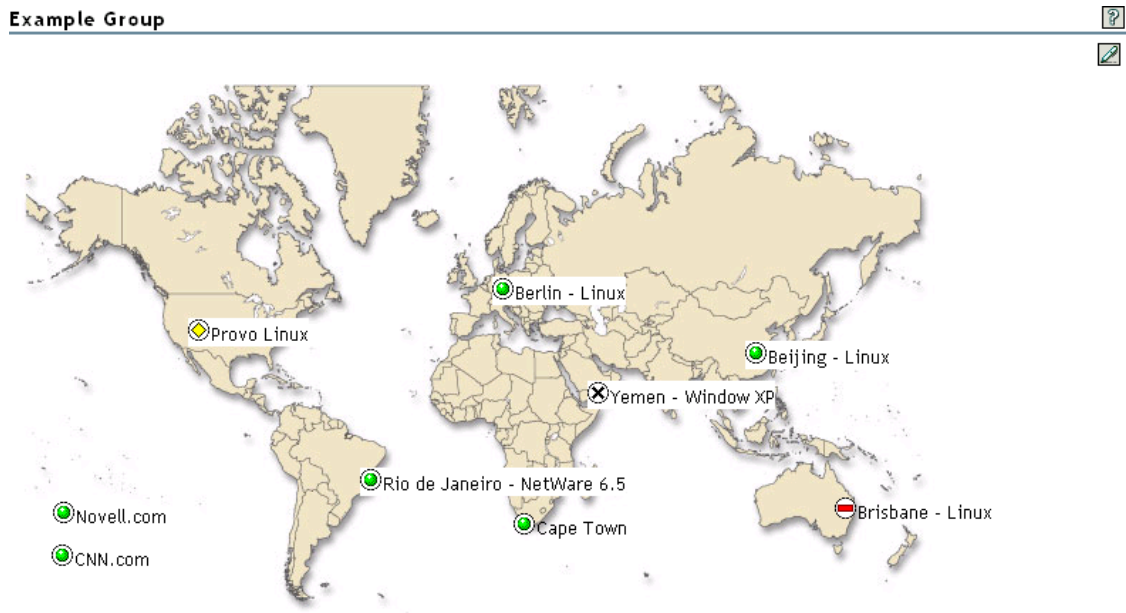 Example Group
?
Berlin - Linux
Provo Linux
Beijing - Linux
Yemen - Window XP
Rio de Janeiro - NetWare 6.5
Novell.com
Brisbane - Linux
Cape Town
CNN.com